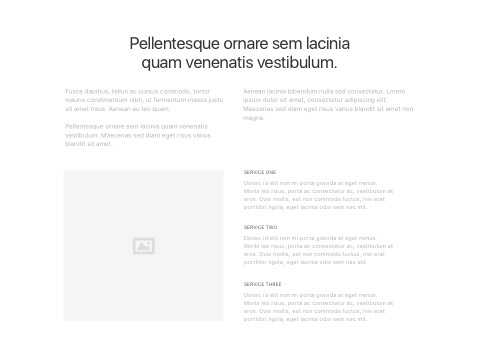 Pellentesque ornare sem lacinia
quam venenatis vestibulum.
Fusce dapibus, tellus ac cursus commodo, tortor
mauris condimentum nibh, ut fermentum massa justo
sit amet risus. Aenean eu leo quam.
Pellentesque ornare sem lacinia quam venenatis
vestibulum. Maecenas sed diam eget risus varius
blandit sit amet
Aenean lacinia bibendum nulla sed consectetur. Lorem
ipsum dolor sit amet, consectetur adipiscing elit.
Maecenas sed diam eget risus varius blandit sit amet non
magna.
SERVICE ONE
Donec id elit non mi porta gravida at eget metus.
Morbi leo risus, porta ac consectetur ac, vestibulum at
eros. Duis mollis, est non commodo luctus, nisi erat
porttitor ligula, eget lacinia odio sem nec elit.
SERVICE TWO
Donec id elit non mi porta gravida at eget metus.
Morbi leo risus, porta ac consectetur ac, vestibulum at
eros. Duis mollis, est non commodo luctus, nisi erat
porttitor ligula, eget lacinia odio sem nec elit.
SERVICE THREE
Donec id elit non mi porta gravida at eget metus.
Morbi leo risus, porta ac consectetur ac, vestibulum at
eros. Duis mollis, est non commodo luctus, nisi erat
porttitor ligula, eget lacinia odio sem nec elit.